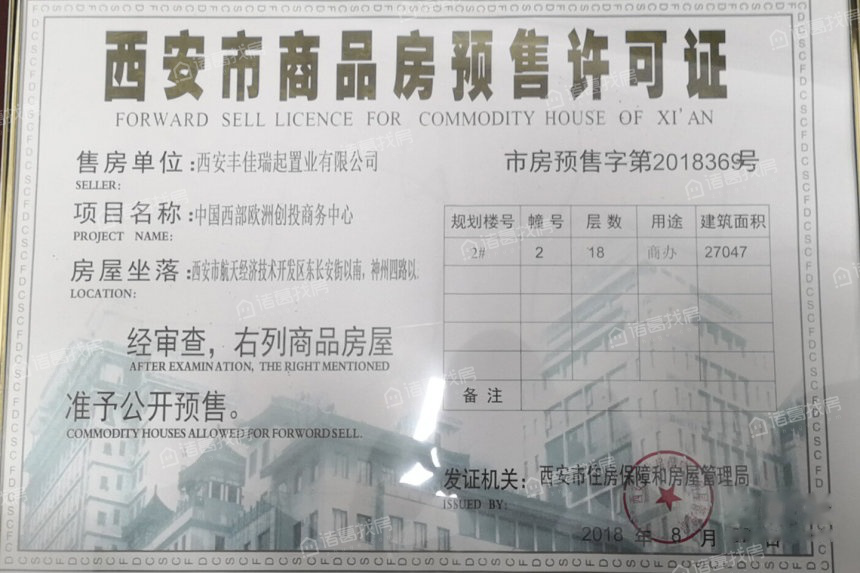 西安市商品房预售许可证
FORWARD SELL LICENCE FOR COMMODITY HOUSE OF XI'AN
售房单位:西安丰佳瑞起置业有限公司
SELLER:
市房预售字第2018369号
项目名称:中国西部欧洲创投商务中心
PROJECT NAME:
房屋坐落:西安市航天经济技术开发区东长安街以南,神州四路以
LOCATION:
规划楼号 幢号 层数 用途 建筑面积
2# 2 18 商办 27047
备注
经审查,右列商品房屋
AFTER EXAMINATION, THE RIGHT MENTIONED
准予公开预售。
COMMODITY HOUSES ALLOWED FOR FORWORD SELL.
发证机关:西安市住房保障和房屋管理局
ISSUED BY:
2018 年 8 月 日
诸葛找房